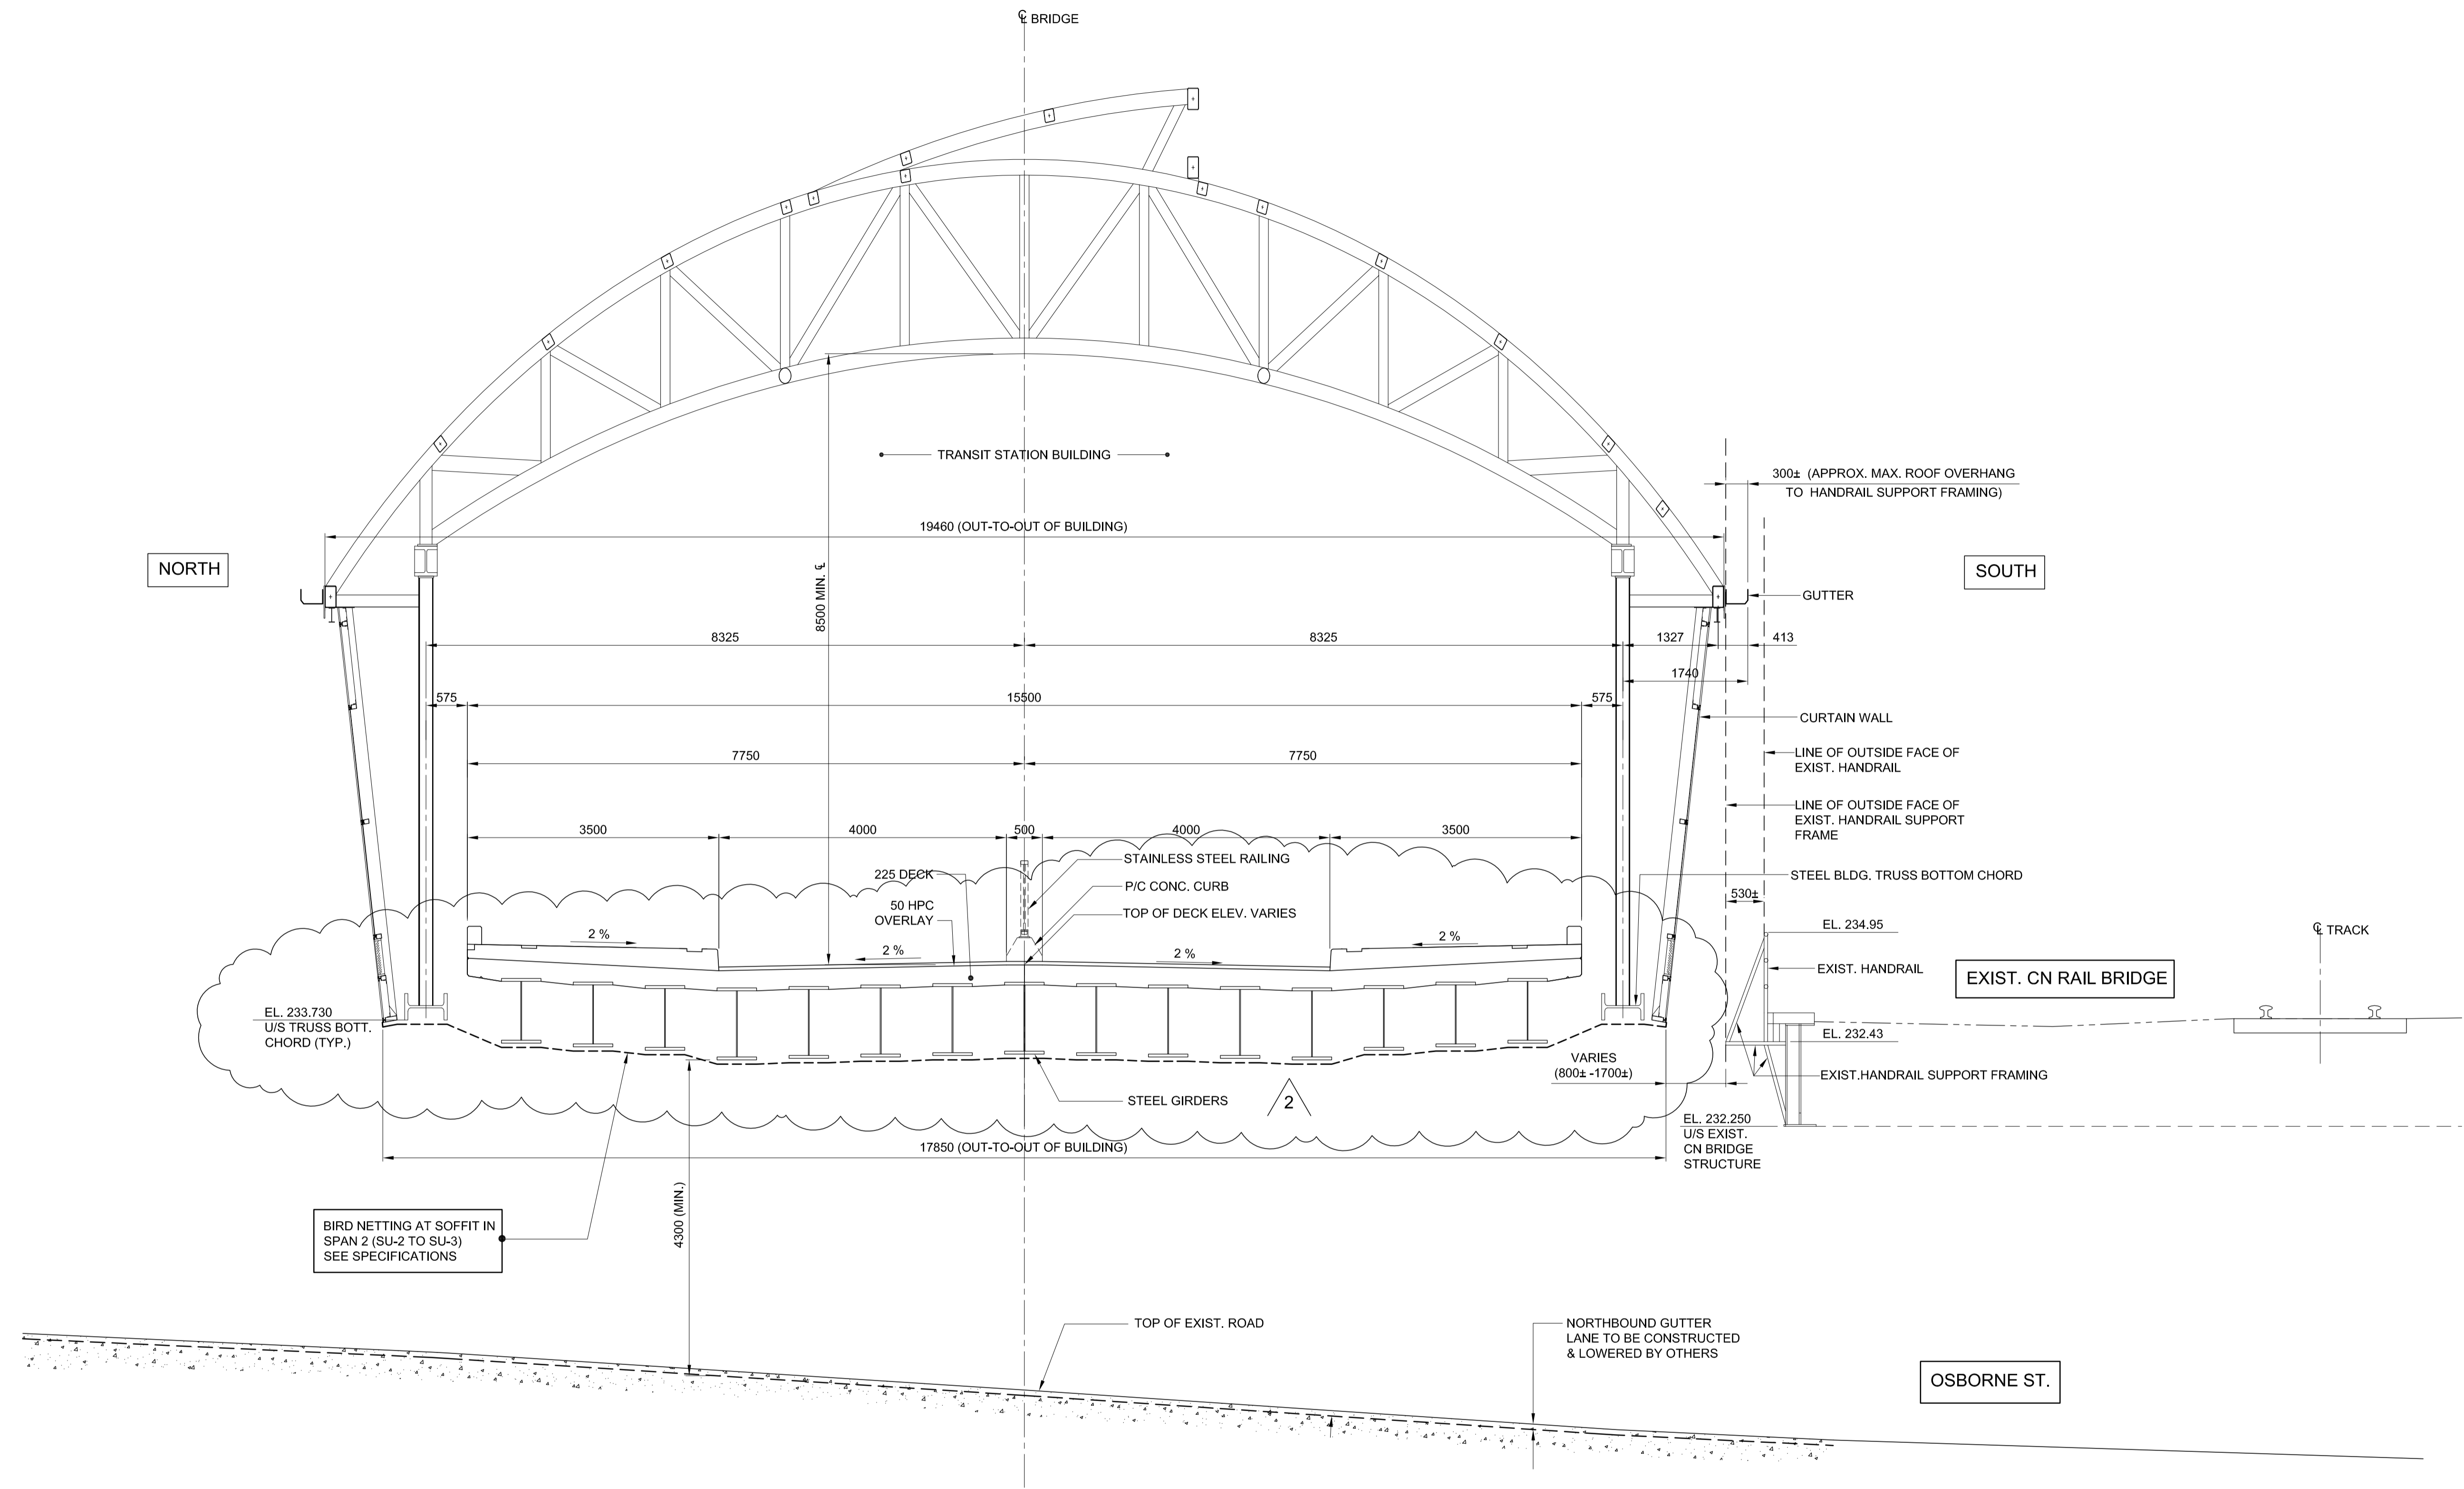 ℄ BRIDGE
TRANSIT STATION BUILDING
300± (APPROX. MAX. ROOF OVERHANG
TO HANDRAIL SUPPORT FRAMING)
19460 (OUT-TO-OUT OF BUILDING)
NORTH
SOUTH
8500 MIN. ℄
GUTTER
8325
8325
1327
413
1740
575
15500
575
CURTAIN WALL
7750
7750
LINE OF OUTSIDE FACE OF
EXIST. HANDRAIL
LINE OF OUTSIDE FACE OF
EXIST. HANDRAIL SUPPORT
FRAME
3500
4000
500
4000
3500
STAINLESS STEEL RAILING
225 DECK
P/C CONC. CURB
STEEL BLDG. TRUSS BOTTOM CHORD
50 HPC
OVERLAY
TOP OF DECK ELEV. VARIES
530±
EL. 234.95
℄ TRACK
2 %
2 %
2 %
2 %
EXIST. HANDRAIL
EXIST. CN RAIL BRIDGE
EL. 233.730
U/S TRUSS BOTT.
CHORD (TYP.)
EL. 232.43
VARIES
(800± -1700±)
EXIST.HANDRAIL SUPPORT FRAMING
STEEL GIRDERS
2
EL. 232.250
U/S EXIST.
CN BRIDGE
STRUCTURE
17850 (OUT-TO-OUT OF BUILDING)
4300 (MIN.)
BIRD NETTING AT SOFFIT IN
SPAN 2 (SU-2 TO SU-3)
SEE SPECIFICATIONS
TOP OF EXIST. ROAD
NORTHBOUND GUTTER
LANE TO BE CONSTRUCTED
& LOWERED BY OTHERS
OSBORNE ST.